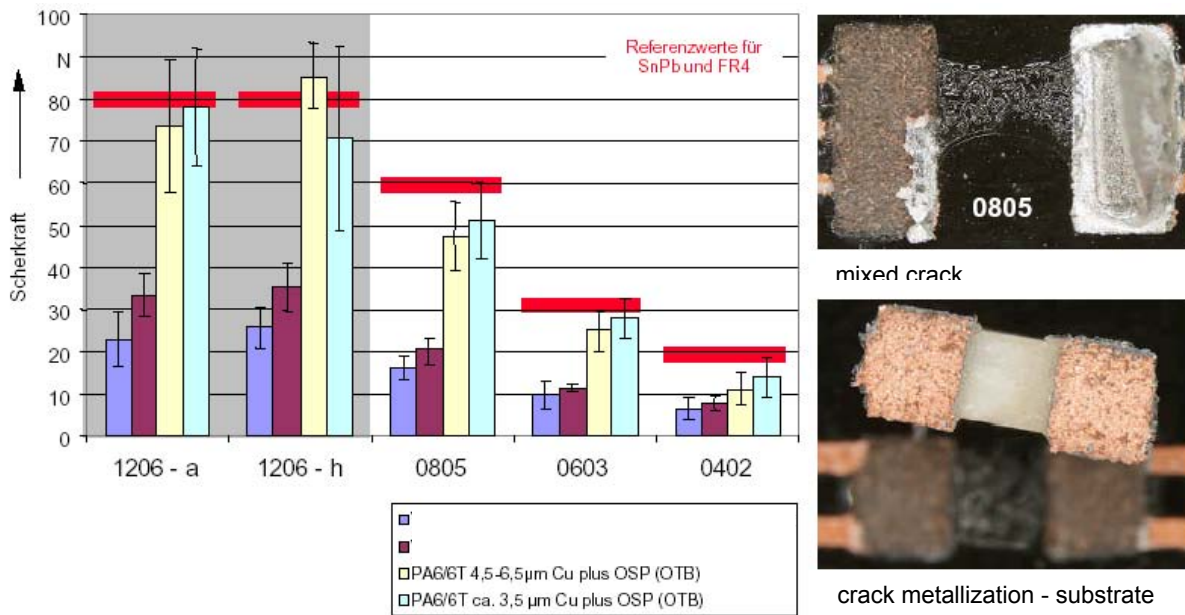 100
N
80
70
60
50
40
30
20
10
0
Scherkraft
Referenzwerte für
SnPb und FR4
1206 - a
1206 - h
0805
0603
0402
PA6/6T 4,5-6,5µm Cu plus OSP (OTB)
PA6/6T ca. 3,5 µm Cu plus OSP (OTB)
0805
mixed crack
crack metallization - substrate